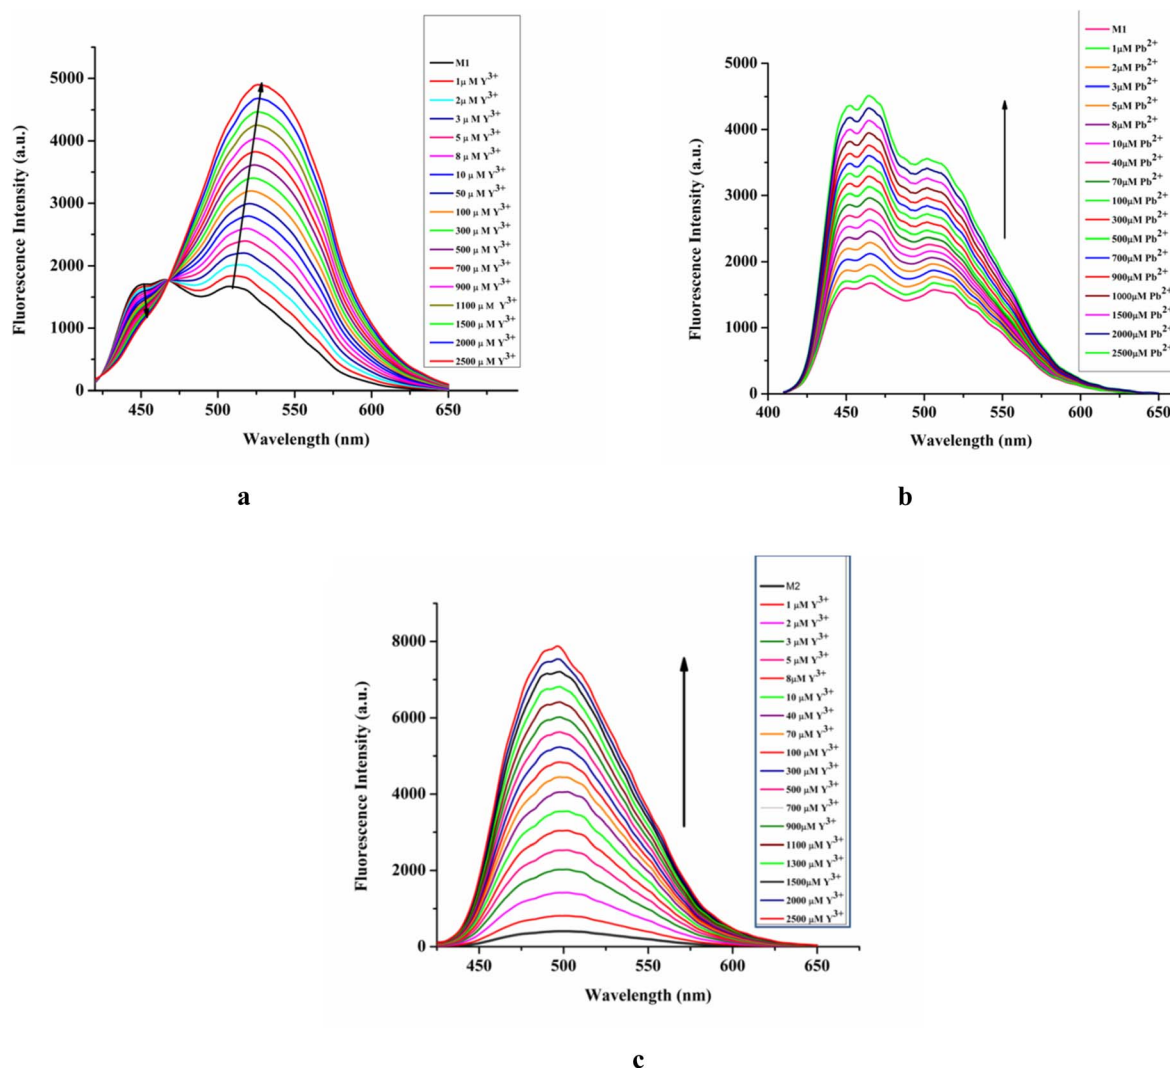 M1
1μ M Y3+
2μ M Y3+
3 μ M Y3+
5 μ M Y3+
8 μ M Y3+
10 μ M Y3+
50 μ M Y3+
100 μ M Y3+
300 μ M Y3+
500 μ M Y3+
700 μ M Y3+
900 μ M Y3+
1100 μ M Y3+
1500 μ M Y3+
2000 μ M Y3+
2500 μ M Y3+
Fluorescence Intensity (a.u.)
5000
4000
3000
2000
1000
0
450 500 550 600 650
Wavelength (nm)
a
M1
1μM Pb2+
2μM Pb2+
3μM Pb2+
5μM Pb2+
8μM Pb2+
10μM Pb2+
40μM Pb2+
70μM Pb2+
100μM Pb2+
300μM Pb2+
500μM Pb2+
700μM Pb2+
900μM Pb2+
1000μM Pb2+
1500μM Pb2+
2000μM Pb2+
2500μM Pb2+
Fluorescence Intensity (a.u.)
5000
4000
3000
2000
1000
0
400 450 500 550 600 650
Wavelength (nm)
b
M2
1 μM Y3+
2 μM Y3+
3 μM Y3+
5 μM Y3+
8μM Y3+
10 μM Y3+
40 μM Y3+
70 μM Y3+
100 μM Y3+
300 μM Y3+
500 μM Y3+
700 μM Y3+
900μM Y3+
1100 μM Y3+
1300 μM Y3+
1500μM Y3+
2000 μM Y3+
2500 μM Y3+
Fluorescence Intensity (a.u.)
8000
6000
4000
2000
0
450 500 550 600 650
Wavelength (nm)
c